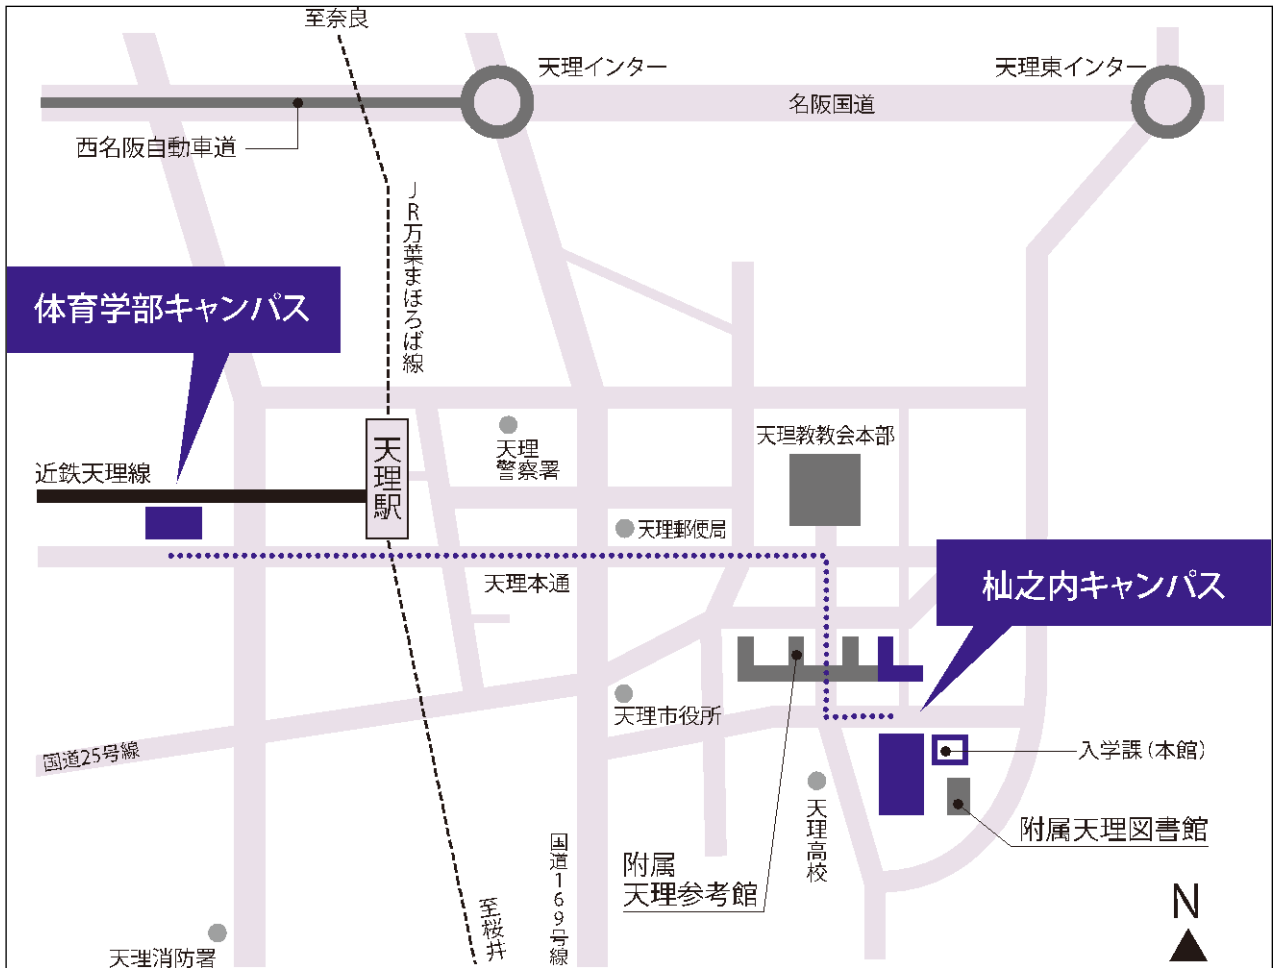 至奈良
天理インター
天理東インター
名阪国道
西名阪自動車道
JR万葉まほろば線
体育学部キャンパス
天理教教会本部
天理
警察署
天理駅
近鉄天理線
天理郵便局
天理本通
杣之内キャンパス
天理市役所
国道25号線
入学課(本館)
天理高校
附属天理図書館
国道169号線
附属
天理参考館
至桜井
N
天理消防署